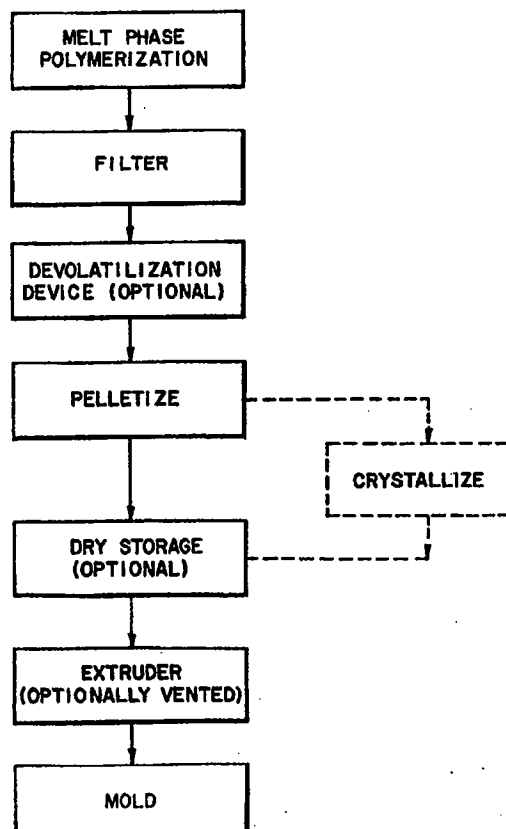 MELT PHASE
POLYMERIZATION
FILTER
DEVOLATILIZATION
DEVICE (OPTIONAL)
PELLETIZE
CRYSTALLIZE
DRY STORAGE
(OPTIONAL)
EXTRUDER
(OPTIONALLY VENTED)
MOLD